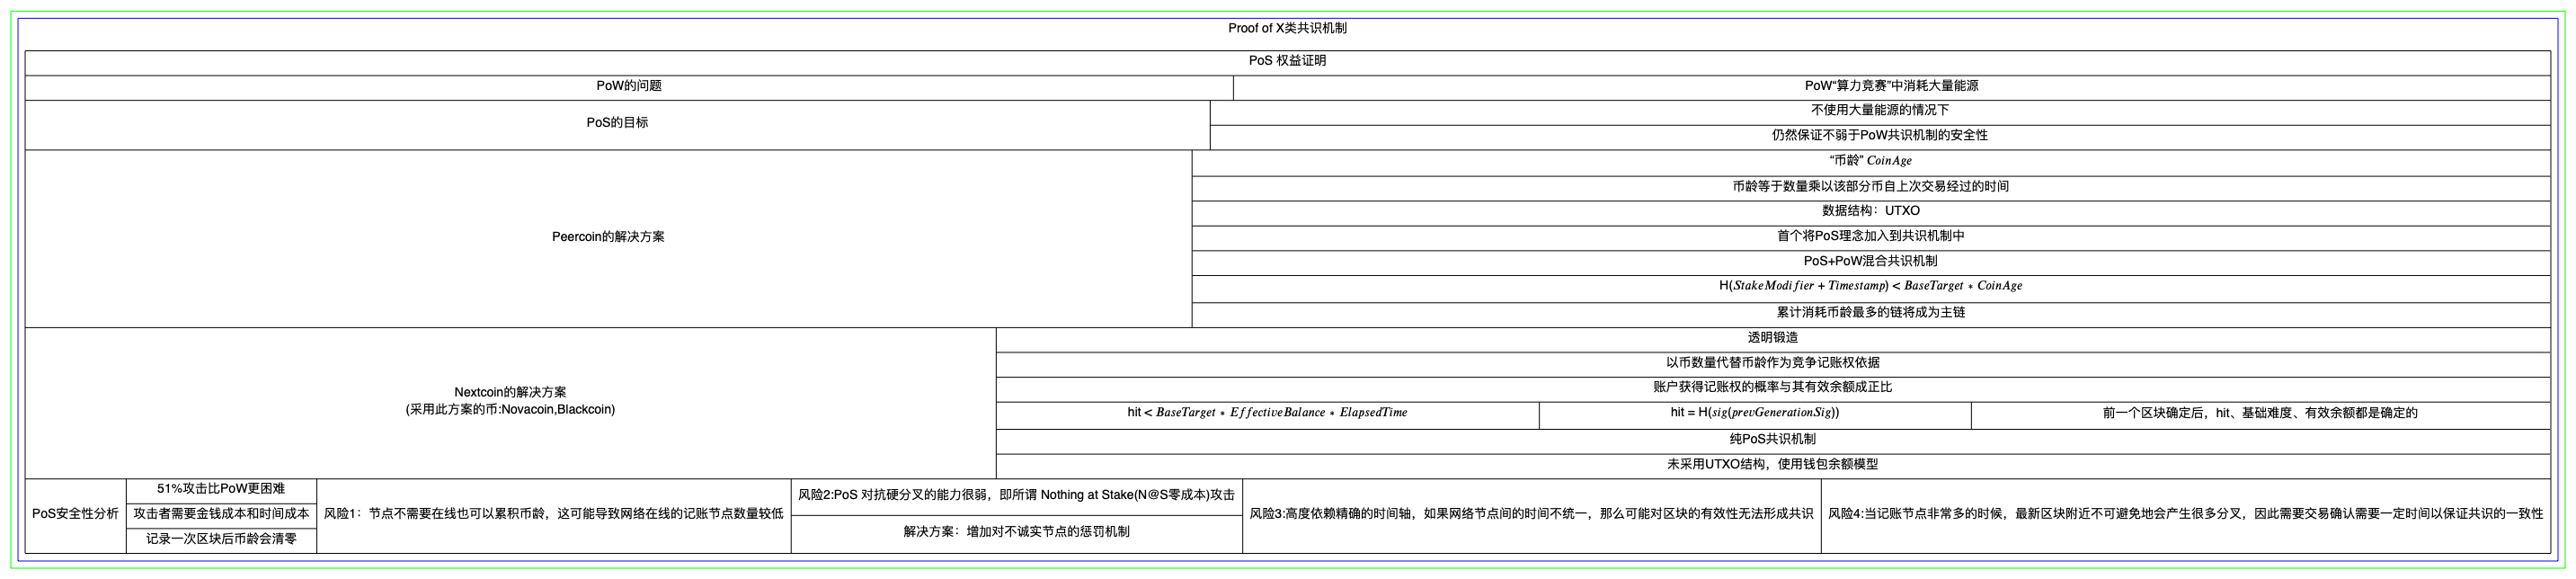 Proof of X类共识机制
PoS 权益证明
PoW的问题
PoW“算力竞赛”中消耗大量能源
PoS的目标
不使用大量能源的情况下
仍然保证不弱于PoW共识机制的安全性
Peercoin的解决方案
“币龄” CoinAge
币龄等于数量乘以该部分币自上次交易经过的时间
数据结构：UTXO
首个将PoS理念加入到共识机制中
PoS+PoW混合共识机制
H(StakeModifier + Timestamp) < BaseTarget * CoinAge
累计消耗币龄最多的链将成为主链
Nextcoin的解决方案
(采用此方案的币:Novacoin,Blackcoin)
透明锻造
以币数量代替币龄作为竞争记账权依据
账户获得记账权的概率与其有效余额成正比
hit < BaseTarget * EffectiveBalance * ElapsedTime
hit = H(sig(prevGenerationSig))
前一个区块确定后，hit、基础难度、有效余额都是确定的
纯PoS共识机制
未采用UTXO结构，使用钱包余额模型
PoS安全性分析
51%攻击比PoW更困难
攻击者需要金钱成本和时间成本
记录一次区块后币龄会清零
风险1：节点不需要在线也可以累积币龄，这可能导致网络在线的记账节点数量较低
风险2:PoS 对抗硬分叉的能力很弱，即所谓 Nothing at Stake(N@S零成本)攻击
解决方案：增加对不诚实节点的惩罚机制
风险3:高度依赖精确的时间轴，如果网络节点间的时间不统一，那么可能对区块的有效性无法形成共识
风险4:当记账节点非常多的时候，最新区块附近不可避免地会产生很多分叉，因此需要交易确认需要一定时间以保证共识的一致性